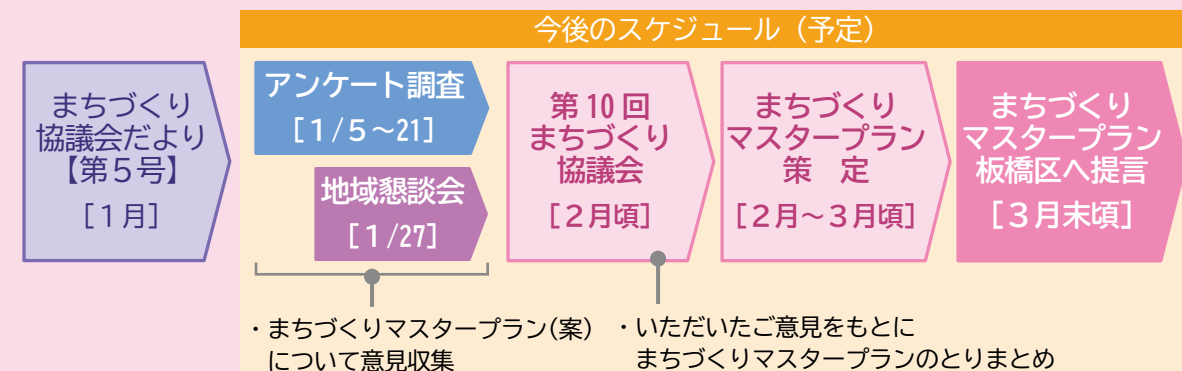 今後のスケジュール（予定）
まちづくり
協議会だより
【第５号】
［１月］
アンケート調査
［１/５～21］
地域懇談会
［１/27］
第10回
まちづくり
協議会
［２月頃］
まちづくり
マスタープラン
策　定
［２月～３月頃］
まちづくり
マスタープラン
板橋区へ提言
［３月末頃］
・まちづくりマスタープラン(案)
について意見収集
・いただいたご意見をもとに
まちづくりマスタープランのとりまとめ